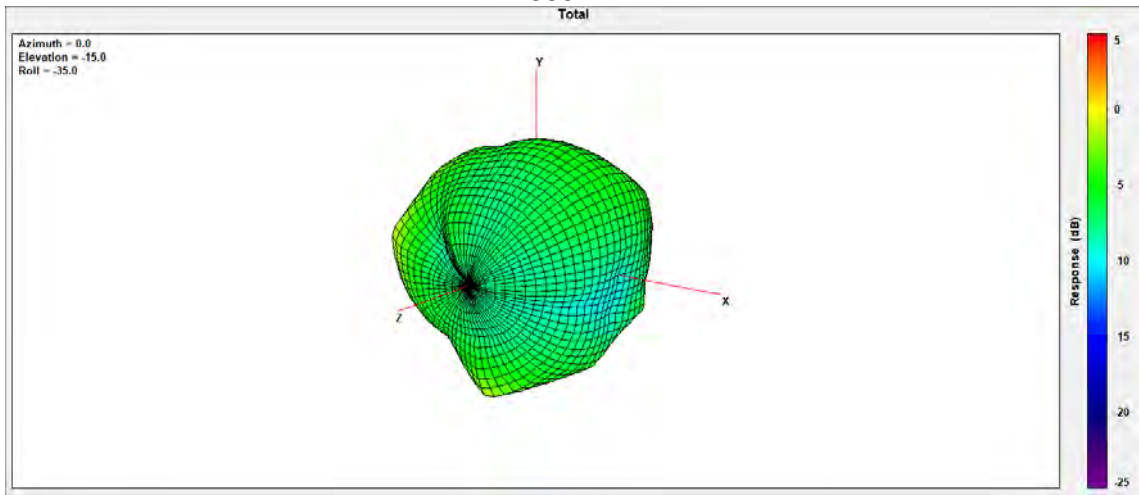 Total
Azimuth = 0.0
Elevation = -15.0
Roll = -35.0
Y
X
Z
5
0
-5
10
15
-20
-25
Response (dB)